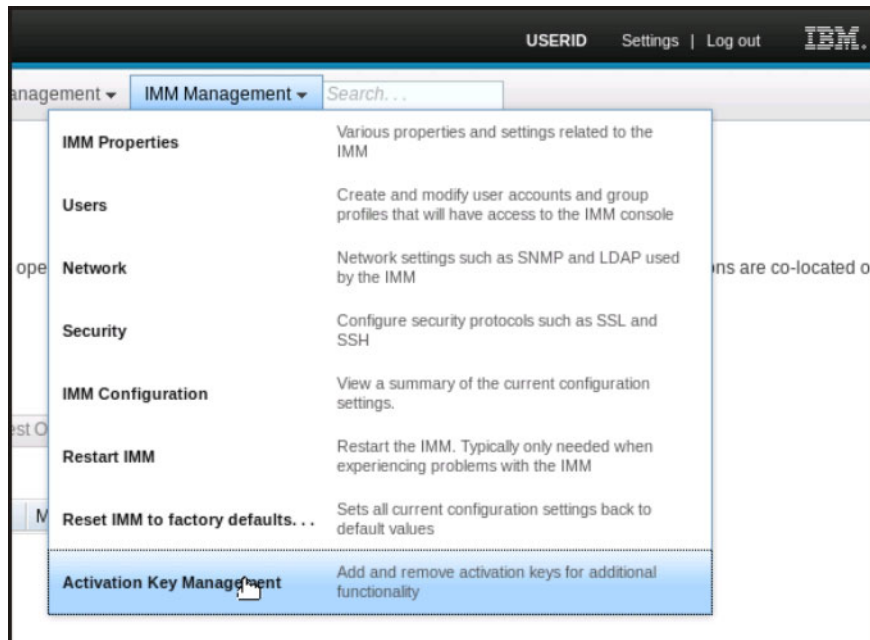 USERID Settings | Log out IBM.
nagement IMM Management Search. . .
IMM Properties Various properties and settings related to the
IMM
Users Create and modify user accounts and group
profiles that will have access to the IMM console
ope Network Network settings such as SNMP and LDAP used
by the IMM
ns are co-located o
Security Configure security protocols such as SSL and
SSH
IMM Configuration View a summary of the current configuration
settings.
est O
Restart IMM Restart the IMM. Typically only needed when
experiencing problems with the IMM
M Reset IMM to factory defaults. . . Sets all current configuration settings back to
default values
Activation Key Management Add and remove activation keys for additional
functionality